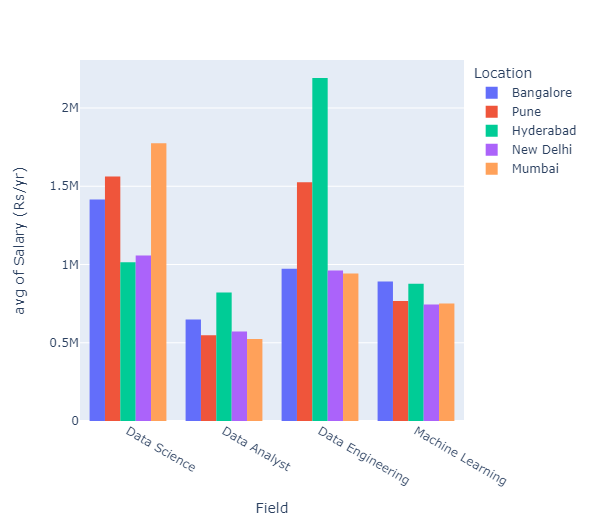 Location
Bangalore
Pune
Hyderabad
New Delhi
Mumbai
avg of Salary (Rs/yr)
2M
1.5M
1M
0.5M
0
Data Science
Data Analyst
Data Engineering
Machine Learning
Field